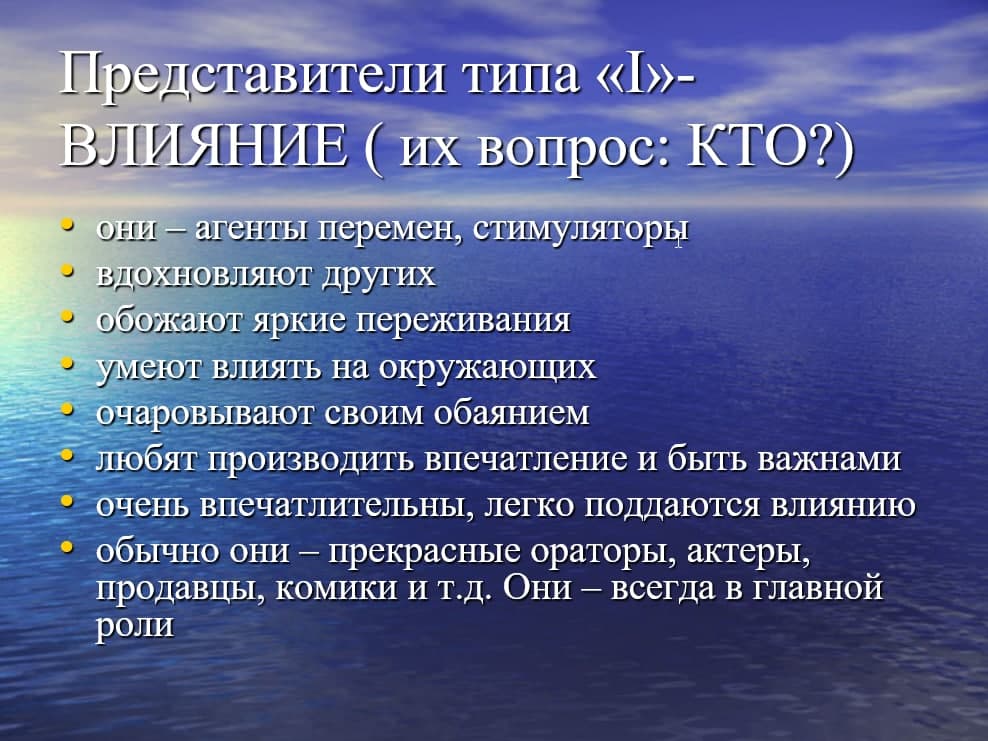 Представители типа «I»-
ВЛИЯНИЕ ( их вопрос: КТО?)
• они – агенты перемен, стимуляторы
• вдохновляют других
• обожают яркие переживания
• умеют влиять на окружающих
• очаровывают своим обаянием
• любят производить впечатление и быть важнами
• очень впечатлительны, легко поддаются влиянию
• обычно они – прекрасные ораторы, актеры,
продавцы, комики и т.д. Они – всегда в главной
роли